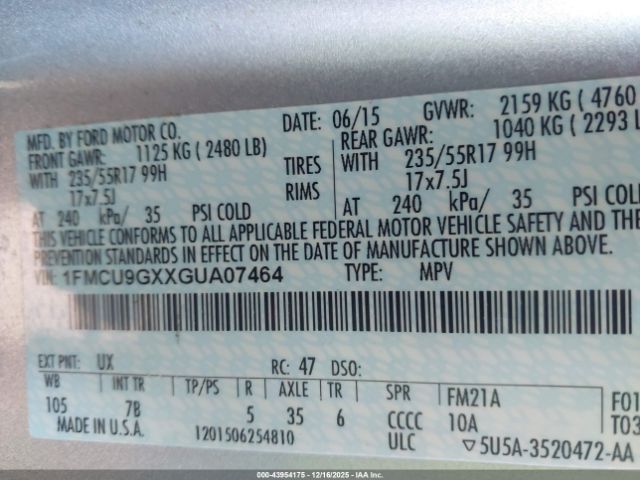 MFD. BY FORD MOTOR CO. DATE: 06/15 GVWR: 2159 KG ( 4760
FRONT GAWR: 1125 KG ( 2480 LB) REAR GAWR: 1040 KG ( 2293 L
WITH 235/55R17 99H TIRES WITH 235/55R17 99H
17x7.5J RIMS 17x7.5J
AT 240 kPa/ 35 PSI COLD AT 240 kPa/ 35
THIS VEHICLE CONFORMS TO ALL APPLICABLE FEDERAL MOTOR VEHICLE SAFETY AND
PREVENTION STANDARDS IN EFFECT ON THE DATE OF MANUFACTURE SHOWN
VIN: 1FMCU9GXXGUA07464 TYPE: MPV
EXT PNT: UX RC: 47 DSO:
WB INT TR TP/PS R AXLE TR SPR FM21A F01
105 7B 5 35 6 CCCC 10A T03
MADE IN U.S.A. 1201506254810 ULC ▽5U5A-3520472-AA
OWNER #: 43954175 | 12/16/2025 | IAA Inc.